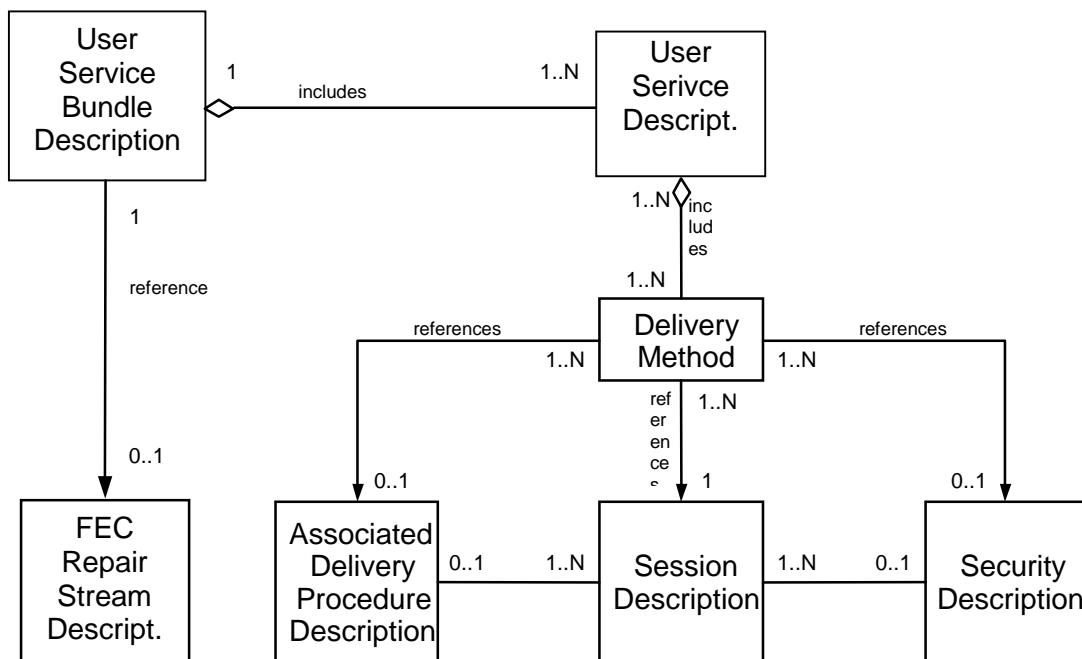 User
Service
Bundle
Description
1
includes
1..N
User
Serivce
Descript.
1
reference
0..1
1..N
inc
lud
es
1..N
Delivery
Method
references
1..N
references
1..N
ref
er
en
ce
s
1..N
0..1
1
0..1
FEC
Repair
Stream
Descript.
Associated
Delivery
Procedure
Description
0..1
1..N
Session
Description
1..N
0..1
Security
Description